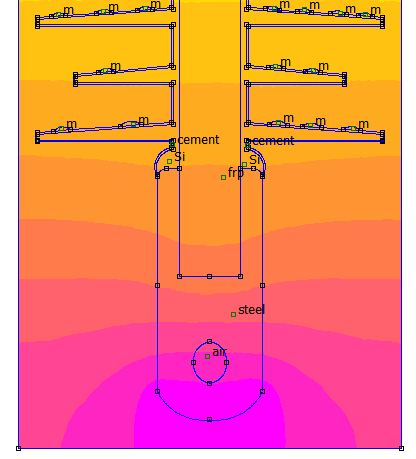 m m m m m m m
m m m
m m m m
cement cement
Si Si
frp
steel
air